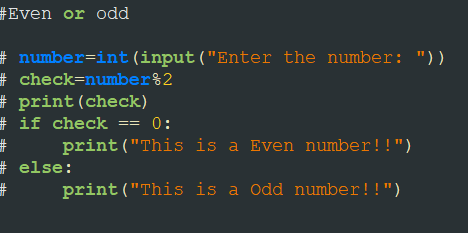 #Even or odd
# number=int(input("Enter the number: "))
# check=number%2
# print(check)
# if check == 0:
#     print("This is a Even number!!")
# else:
#     print("This is a Odd number!!")